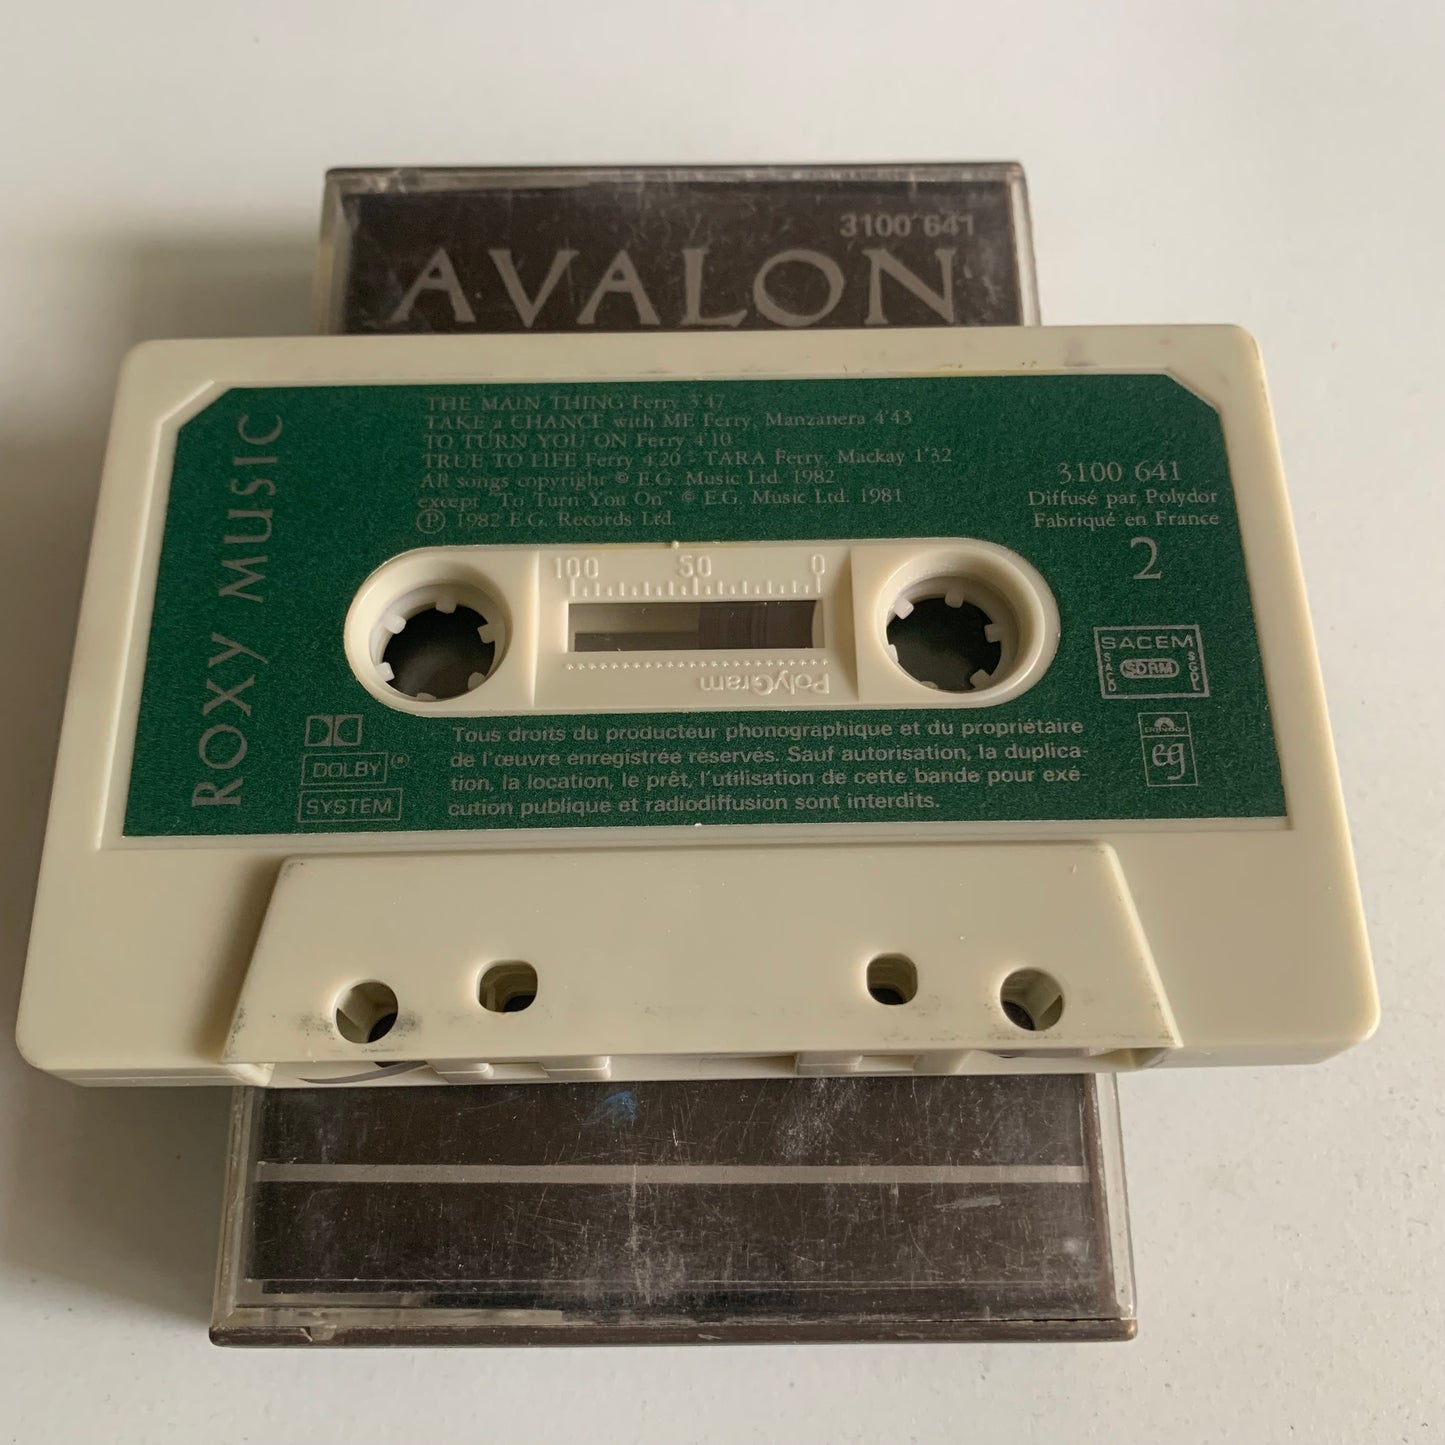 3100 641
AVALON
ROXY MUSIC
THE MAIN THING Ferry 3'47
TAKE a CHANCE with ME Ferry, Manzanera 4'43
TO TURN YOU ON Ferry 4'10
TRUE TO LIFE Ferry 4'20 - TARA Ferry, Mackay 1'32
All songs copyright © E.G. Music Ltd. 1982
except "To Turn You On" © E.G. Music Ltd. 1981
Ⓟ 1982 E.G. Records Ltd.
3100 641
Diffusé par Polydor
Fabriqué en France
2
100 50 0
PolyGram
SACEM
SACD SDRM SGDL
DOLBY ®
SYSTEM
Tous droits du producteur phonographique et du propriétaire
de l'œuvre enregistrée réservés. Sauf autorisation, la duplica-
tion, la location, le prêt, l'utilisation de cette bande pour exé-
cution publique et radiodiffusion sont interdits.
eg